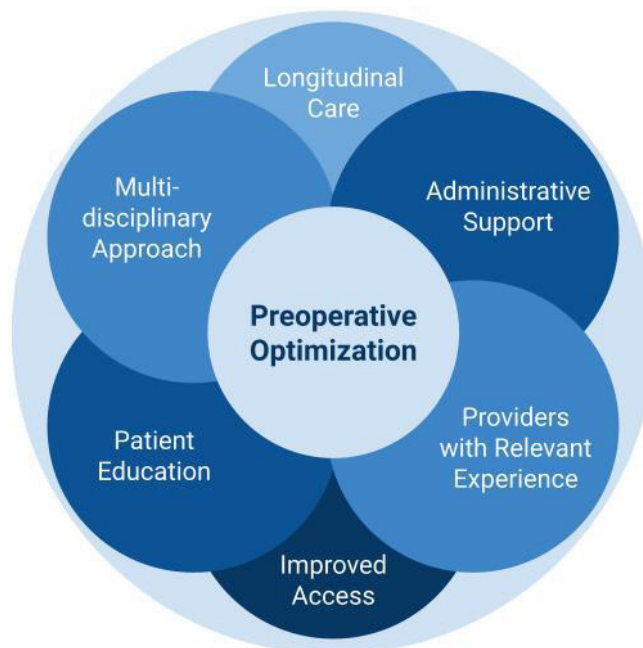 Longitudinal
Care
Multi-
disciplinary
Approach
Administrative
Support
Preoperative
Optimization
Patient
Education
Providers
with Relevant
Experience
Improved
Access